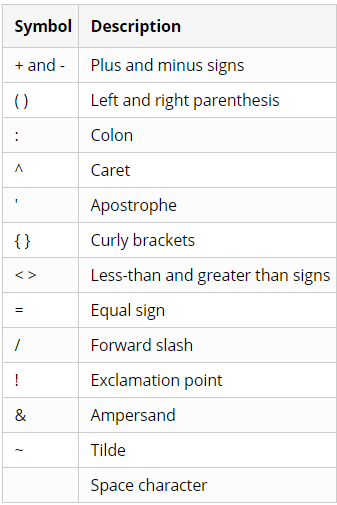 Symbol Description
+ and - Plus and minus signs
( ) Left and right parenthesis
: Colon
^ Caret
' Apostrophe
{ } Curly brackets
< > Less-than and greater than signs
= Equal sign
/ Forward slash
! Exclamation point
& Ampersand
~ Tilde
Space character